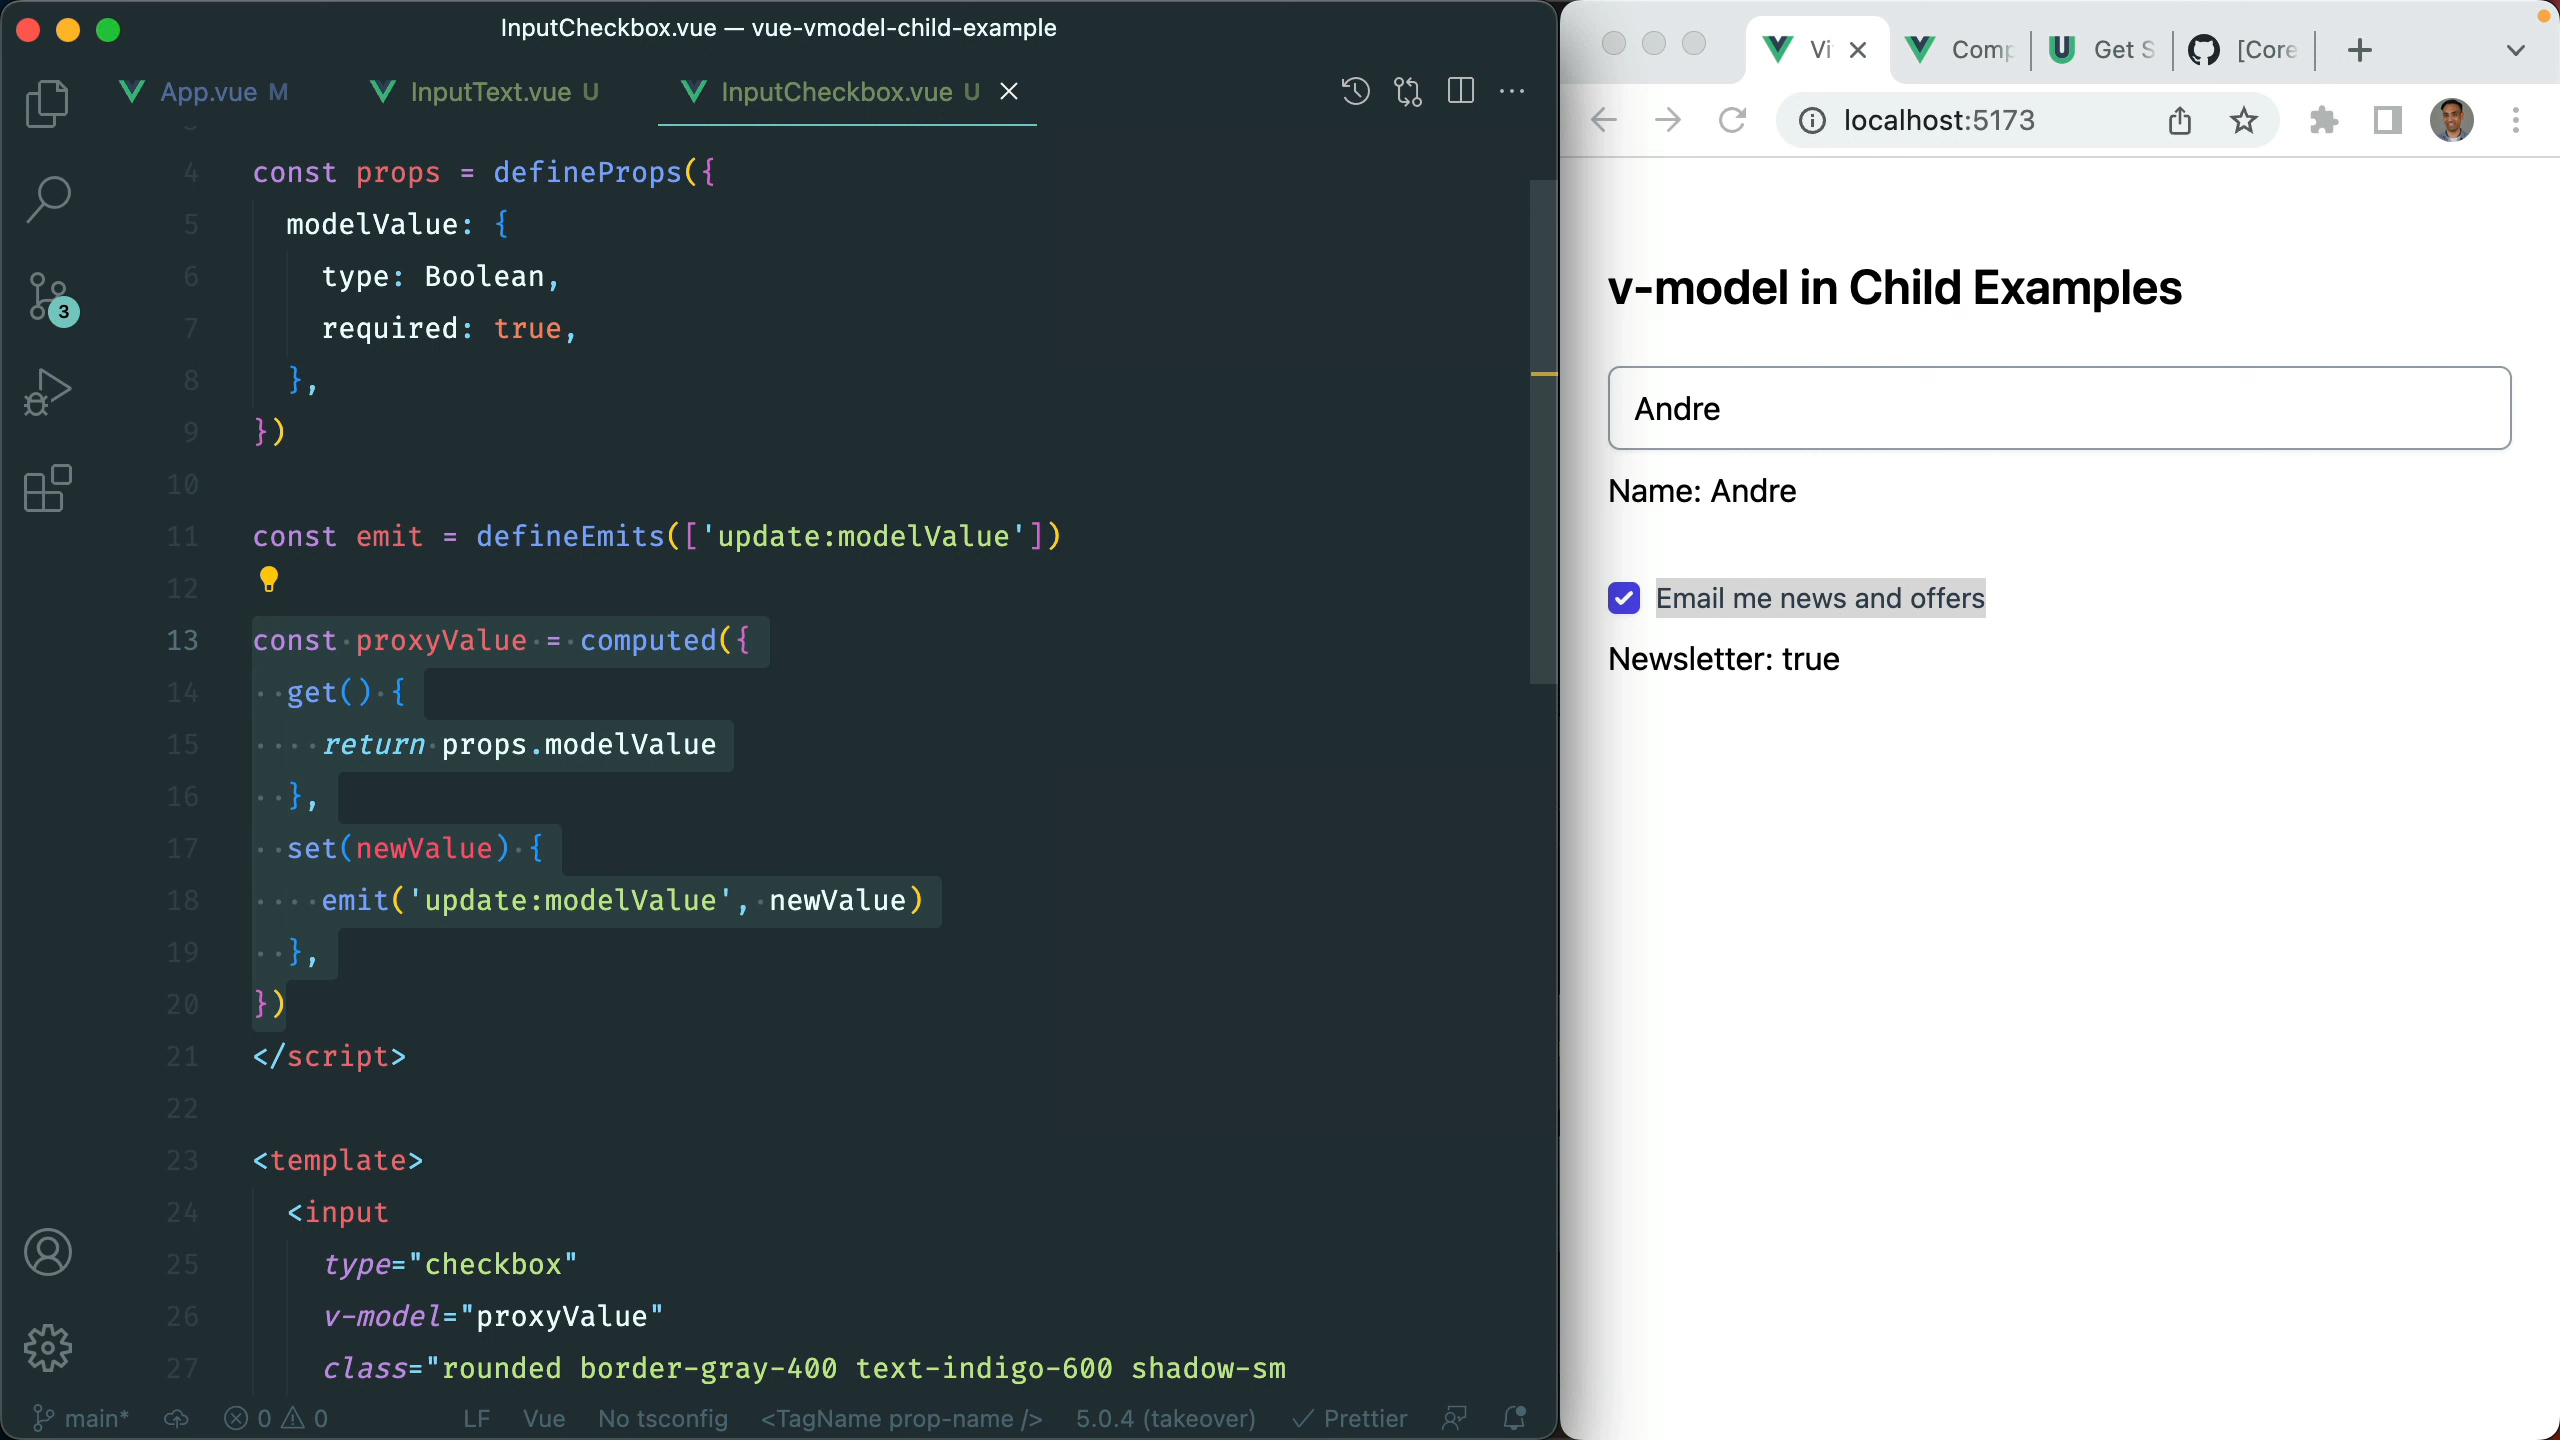 InputCheckbox.vue — vue-vmodel-child-example
App.vue M
InputText.vue U
InputCheckbox.vue U
3
4 const props = defineProps({
5 modelValue: {
6 type: Boolean,
7 required: true,
8 },
9 })
10
11 const emit = defineEmits(['update:modelValue'])
12
13 const proxyValue = computed({
14 get() {
15 return props.modelValue
16 },
17 set(newValue) {
18 emit('update:modelValue', newValue)
19 },
20 })
21 </script>
22
23 <template>
24 <input
25 type="checkbox"
26 v-model="proxyValue"
27 class="rounded border-gray-400 text-indigo-600 shadow-sm
main* 0 0 LF Vue No tsconfig <TagName prop-name /> 5.0.4 (takeover) Prettier
Vi
Comp
Get S
[Core
localhost:5173
v-model in Child Examples
Andre
Name: Andre
Email me news and offers
Newsletter: true